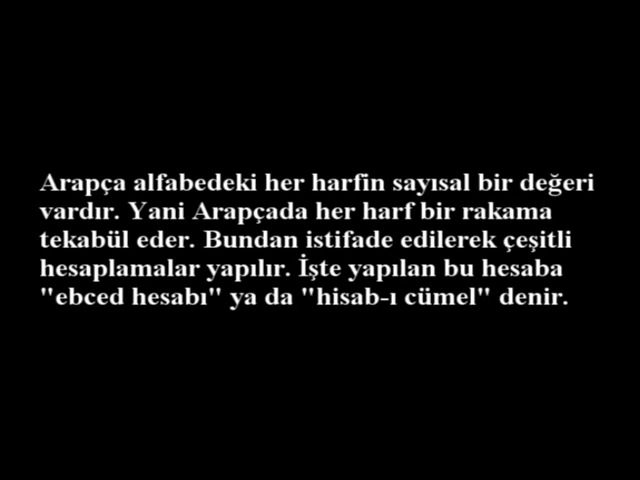 Arapça alfabedeki her harfin sayısal bir değeri
vardır. Yani Arapçada her harf bir rakama
tekabül eder. Bundan istifade edilerek çeşitli
hesaplamalar yapılır. İşte yapılan bu hesaba
"ebced hesabı" ya da "hisab-ı cümel" denir.